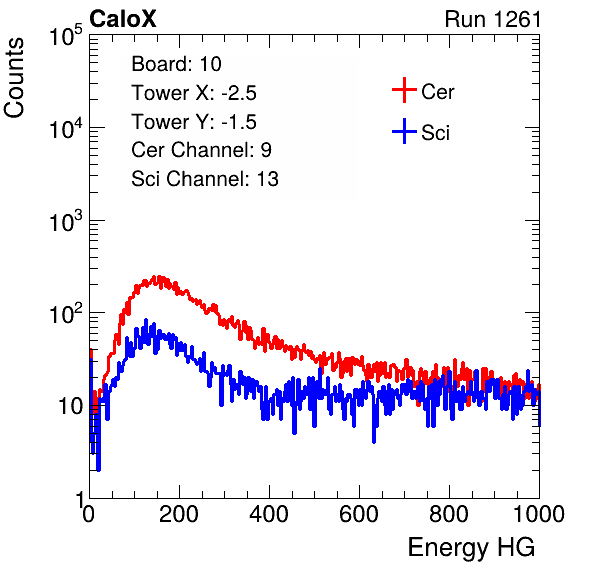 CaloX Run 1261
Counts
10^5
10^4
10^3
10^2
10
1
Board: 10
Tower X: -2.5
Tower Y: -1.5
Cer Channel: 9
Sci Channel: 13
Cer
Sci
0 200 400 600 800 1000
Energy HG